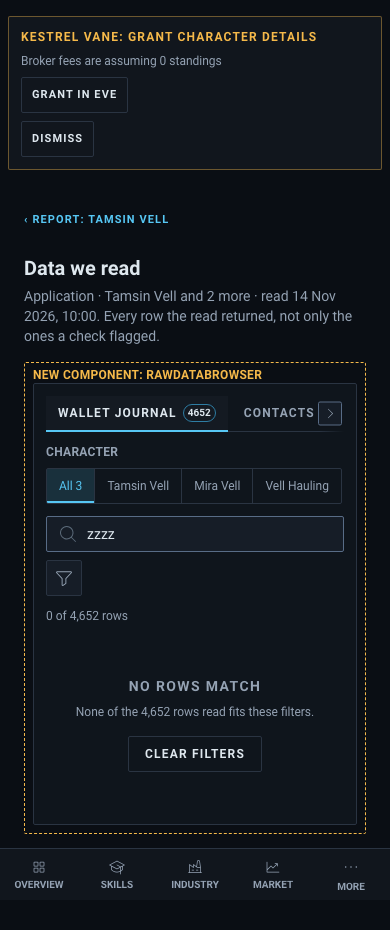 KESTREL VANE: GRANT CHARACTER DETAILS
Broker fees are assuming 0 standings
GRANT IN EVE
DISMISS
‹ REPORT: TAMSIN VELL
Data we read
Application · Tamsin Vell and 2 more · read 14 Nov
2026, 10:00. Every row the read returned, not only the
ones a check flagged.
NEW COMPONENT: RAWDATABROWSER
WALLET JOURNAL 4652 CONTACTS
CHARACTER
All 3 Tamsin Vell Mira Vell Vell Hauling
zzzz
0 of 4,652 rows
NO ROWS MATCH
None of the 4,652 rows read fits these filters.
CLEAR FILTERS
OVERVIEW SKILLS INDUSTRY MARKET MORE